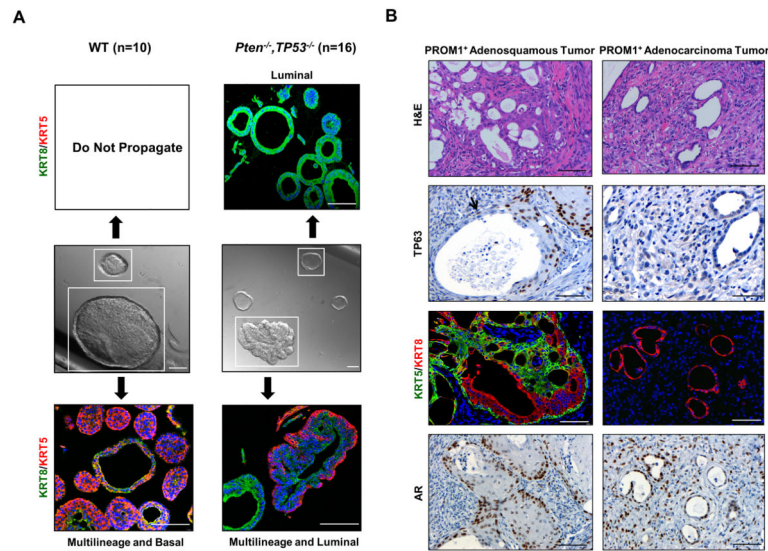 A
WT (n=10)
Pten-/-,TP53-/- (n=16)
Luminal
KRT8/KRT5
Do Not Propagate
KRT8/KRT5
Multilineage and Basal
Multilineage and Luminal
B
PROM1+ Adenosquamous Tumor
PROM1+ Adenocarcinoma Tumor
H&E
TP63
KRT5/KRT8
AR